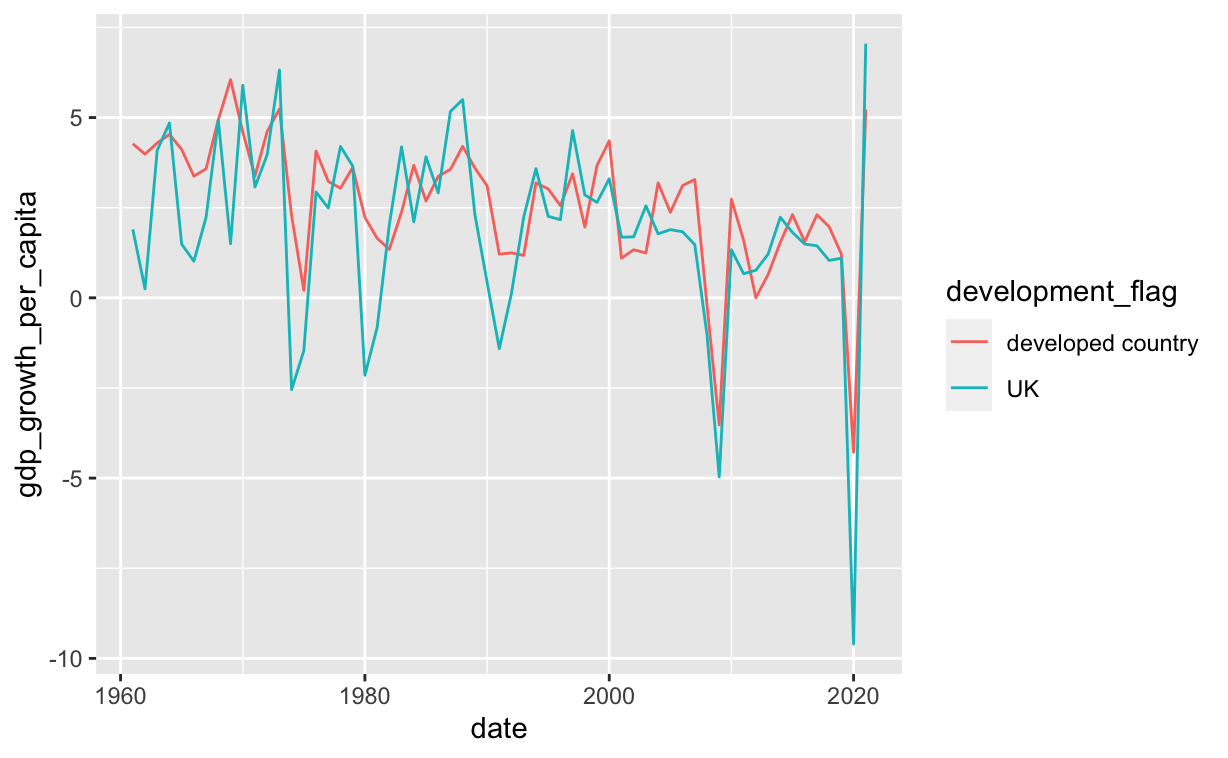 gdp_growth_per_capita
5
0
-5
-10
1960
1980
2000
2020
date
development_flag
developed country
UK